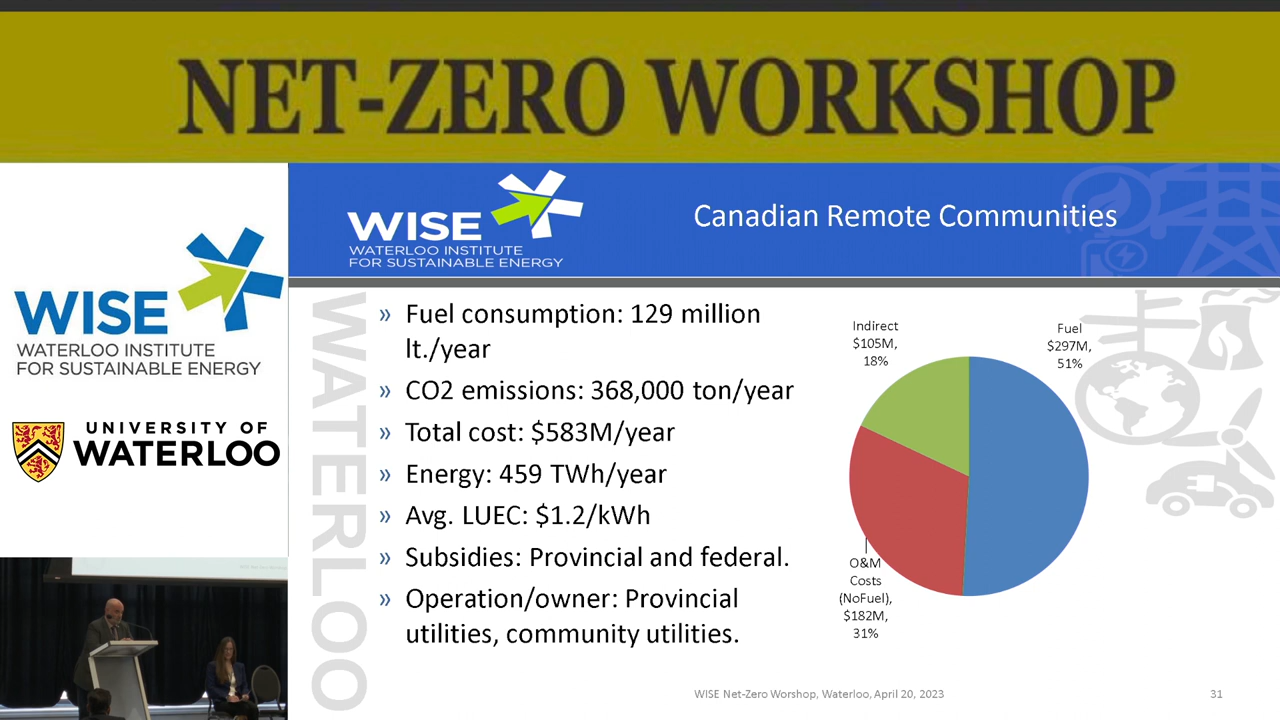 NET-ZERO WORKSHOP
WISE
WATERLOO INSTITUTE
FOR SUSTAINABLE ENERGY
UNIVERSITY OF
WATERLOO
WISE
WATERLOO INSTITUTE
FOR SUSTAINABLE ENERGY
Canadian Remote Communities
WATERLOO
» Fuel consumption: 129 million
lt./year
» CO2 emissions: 368,000 ton/year
» Total cost: $583M/year
» Energy: 459 TWh/year
» Avg. LUEC: $1.2/kWh
» Subsidies: Provincial and federal.
» Operation/owner: Provincial
utilities, community utilities.
Indirect
$105M,
18%
Fuel
$297M,
51%
O&M
Costs
(NoFuel),
$182M,
31%
WISE Net-Zero Worshop, Waterloo, April 20, 2023
31